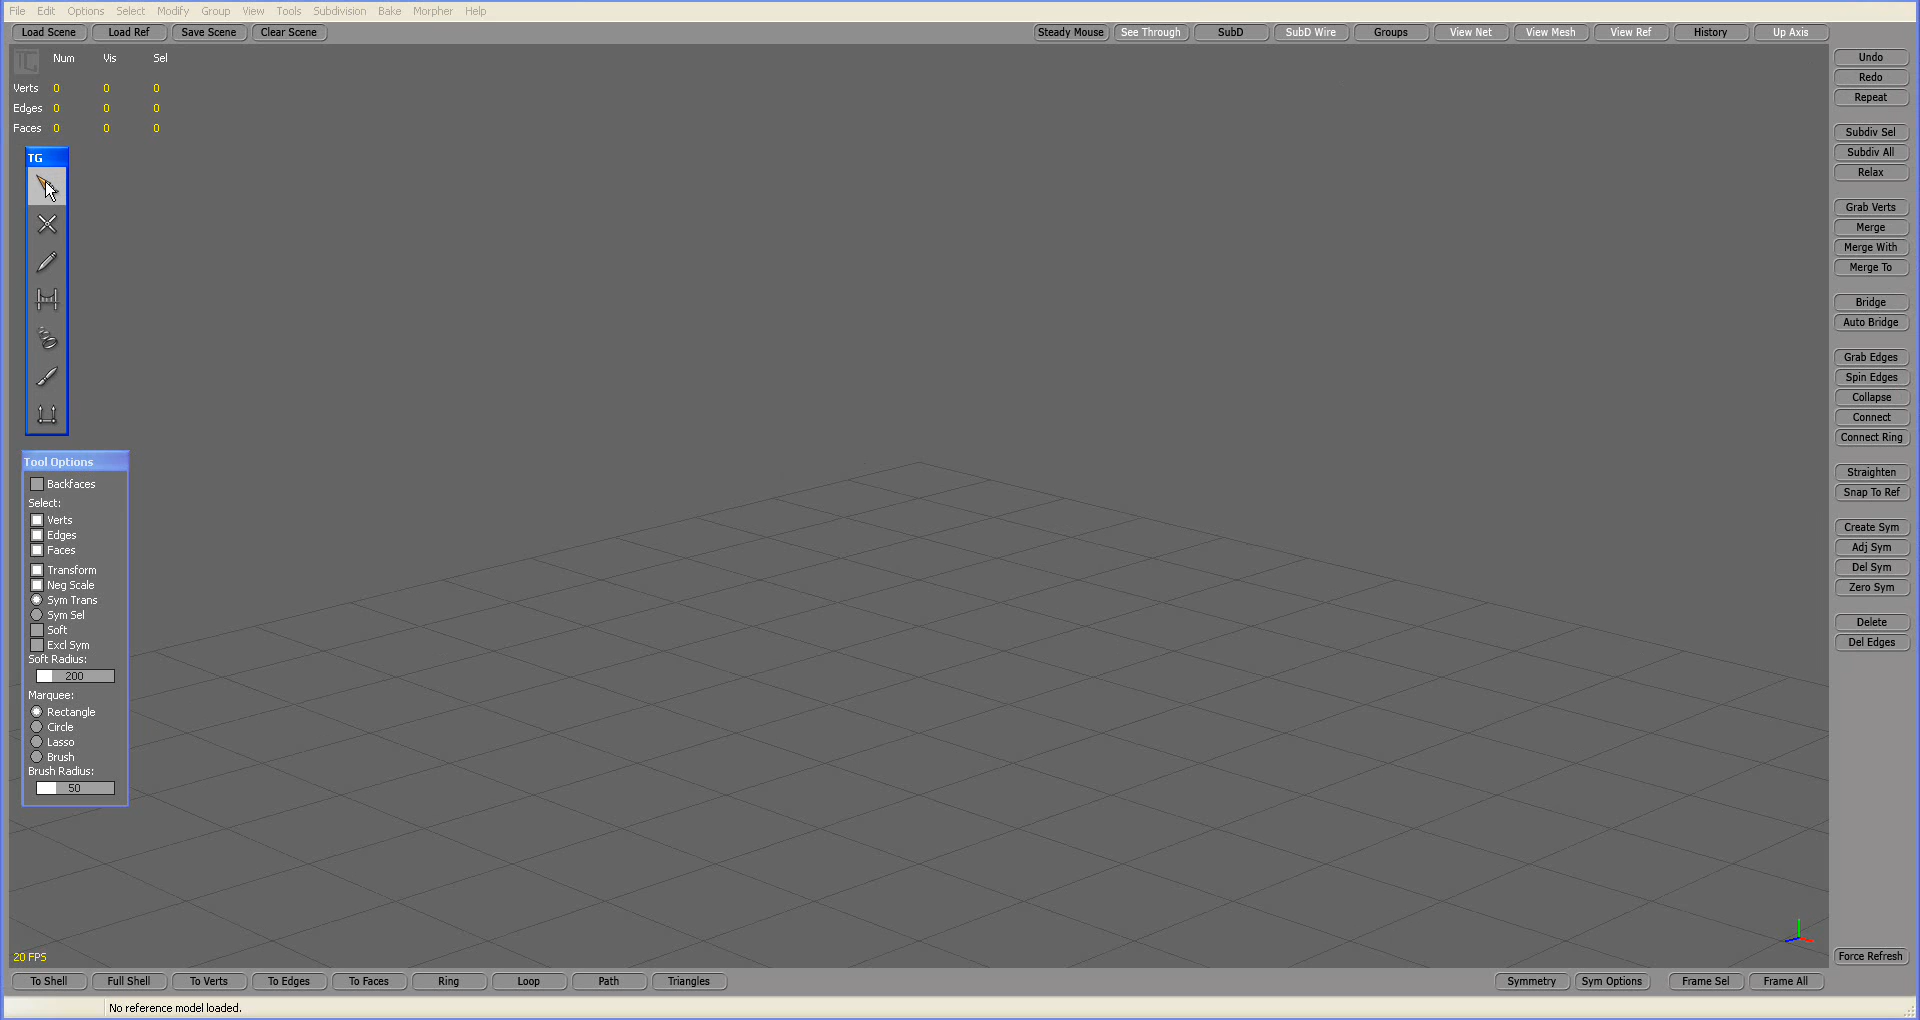 File Edit Options Select Modify Group View Tools Subdivision Bake Morpher Help
Load Scene Load Ref Save Scene Clear Scene Steady Mouse See Through SubD SubD Wire Groups View Net View Mesh View Ref History Up Axis
Num Vis Sel
Verts 0 0 0
Edges 0 0 0
Faces 0 0 0
TG
Tool Options
Backfaces
Select:
Verts
Edges
Faces
Transform
Neg Scale
Sym Trans
Sym Sel
Soft
Excl Sym
Soft Radius:
200
Marquee:
Rectangle
Circle
Lasso
Brush
Brush Radius:
50
20 FPS
Undo
Redo
Repeat
Subdiv Sel
Subdiv All
Relax
Grab Verts
Merge
Merge With
Merge To
Bridge
Auto Bridge
Grab Edges
Spin Edges
Collapse
Connect
Connect Ring
Straighten
Snap To Ref
Create Sym
Adj Sym
Del Sym
Zero Sym
Delete
Del Edges
Force Refresh
To Shell Full Shell To Verts To Edges To Faces Ring Loop Path Triangles Symmetry Sym Options Frame Sel Frame All
No reference model loaded.